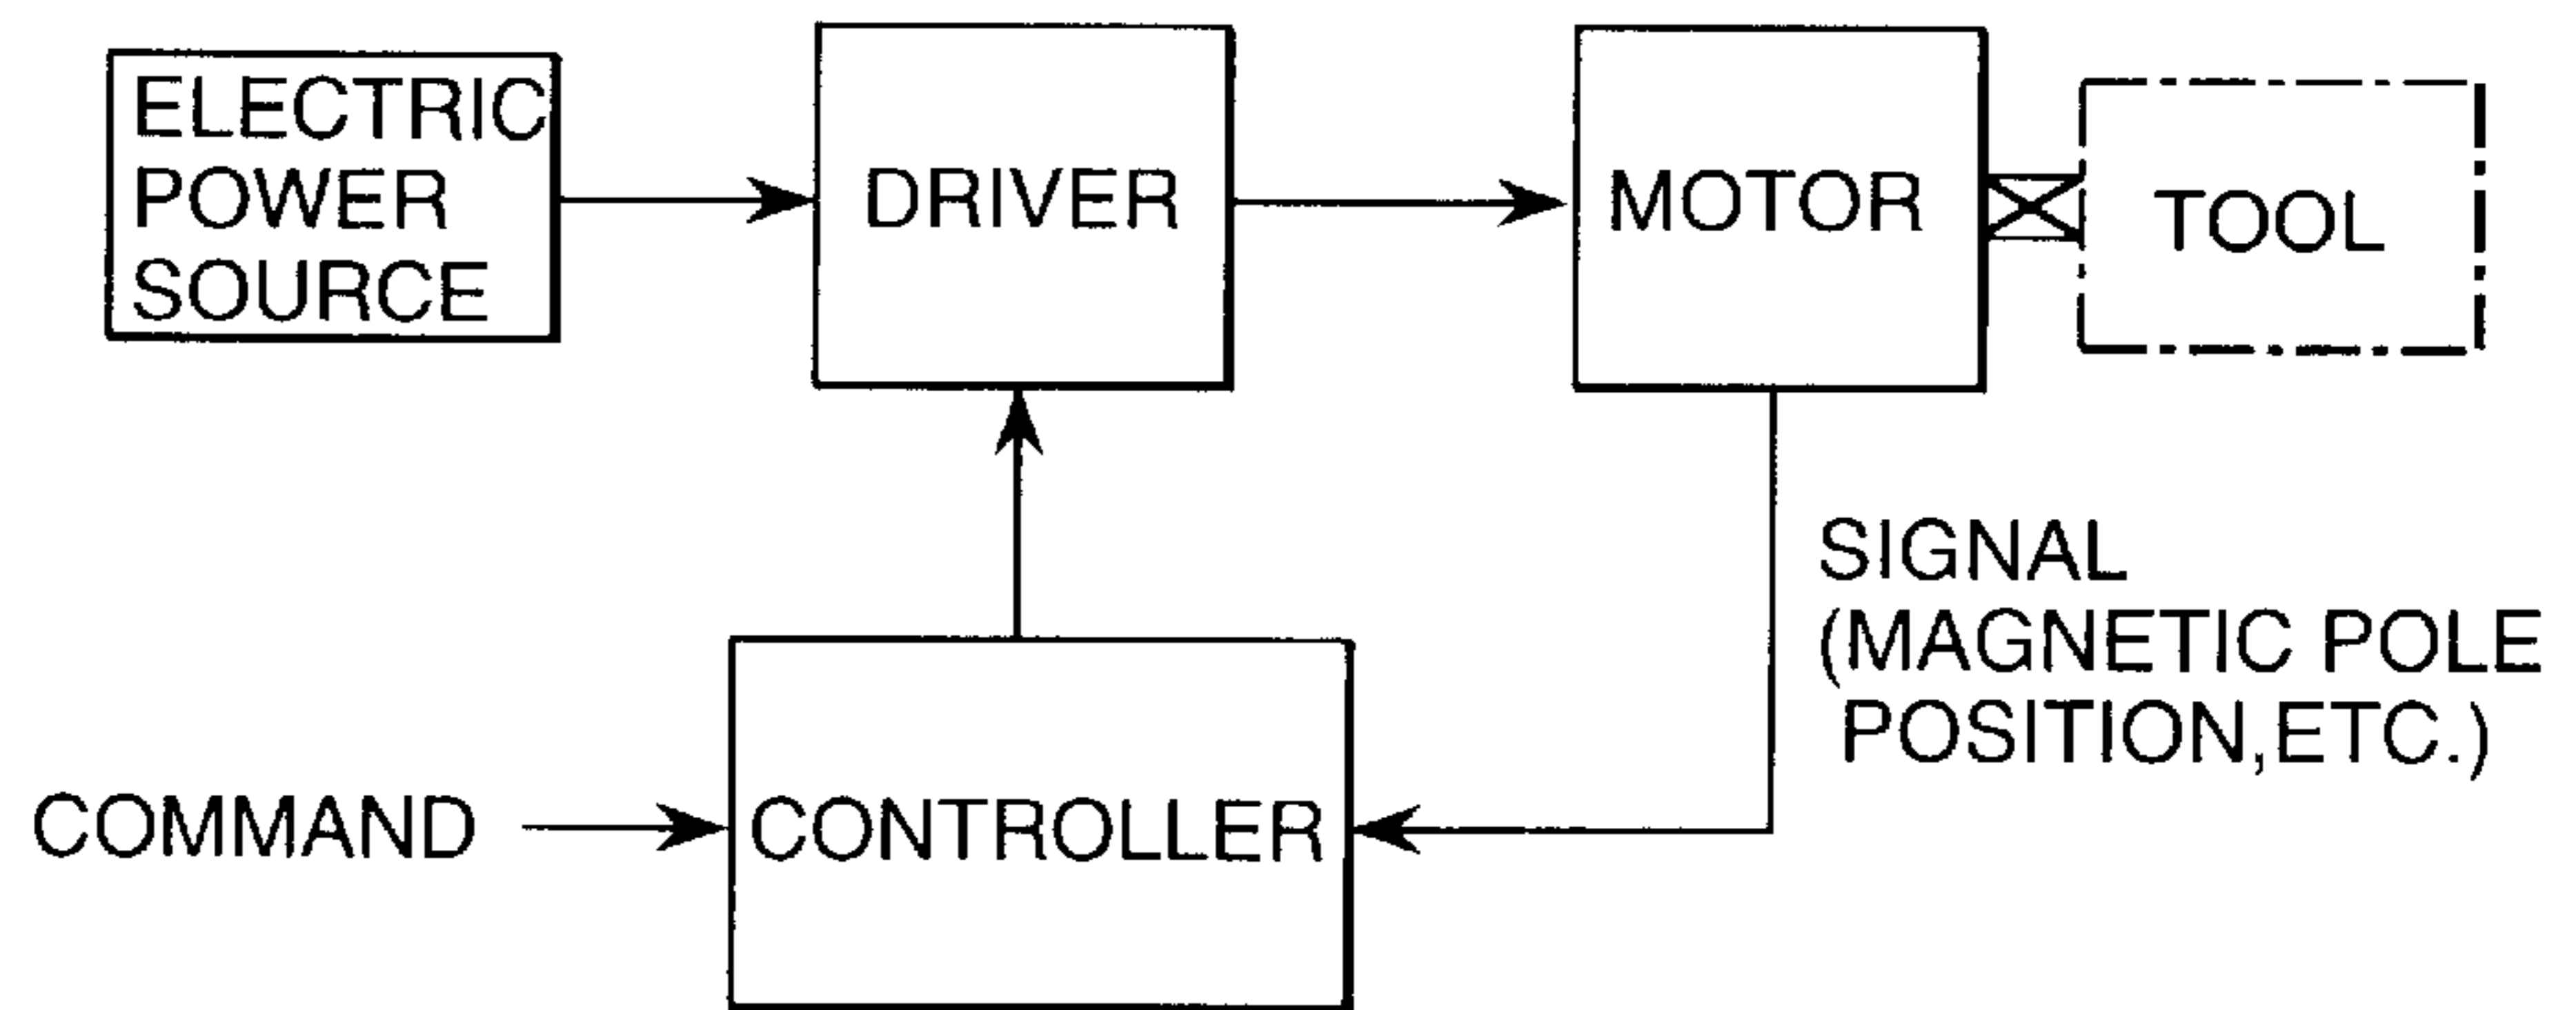 ELECTRIC
POWER
SOURCE
DRIVER
MOTOR
TOOL
SIGNAL
(MAGNETIC POLE
POSITION,ETC.)
COMMAND
CONTROLLER